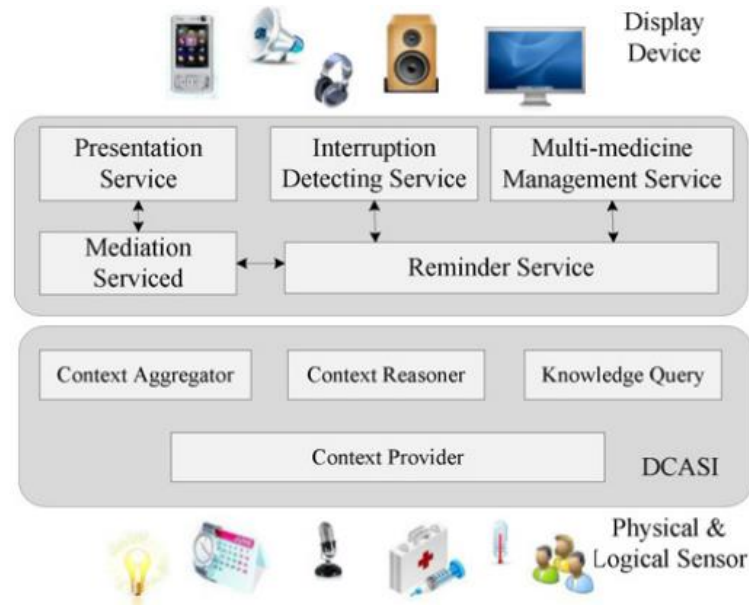 Display
Device
Presentation
Service
Interruption
Detecting Service
Multi-medicine
Management Service
Mediation
Serviced
Reminder Service
Context Aggregator
Context Reasoner
Knowledge Query
Context Provider
DCASI
Physical &
Logical Sensor